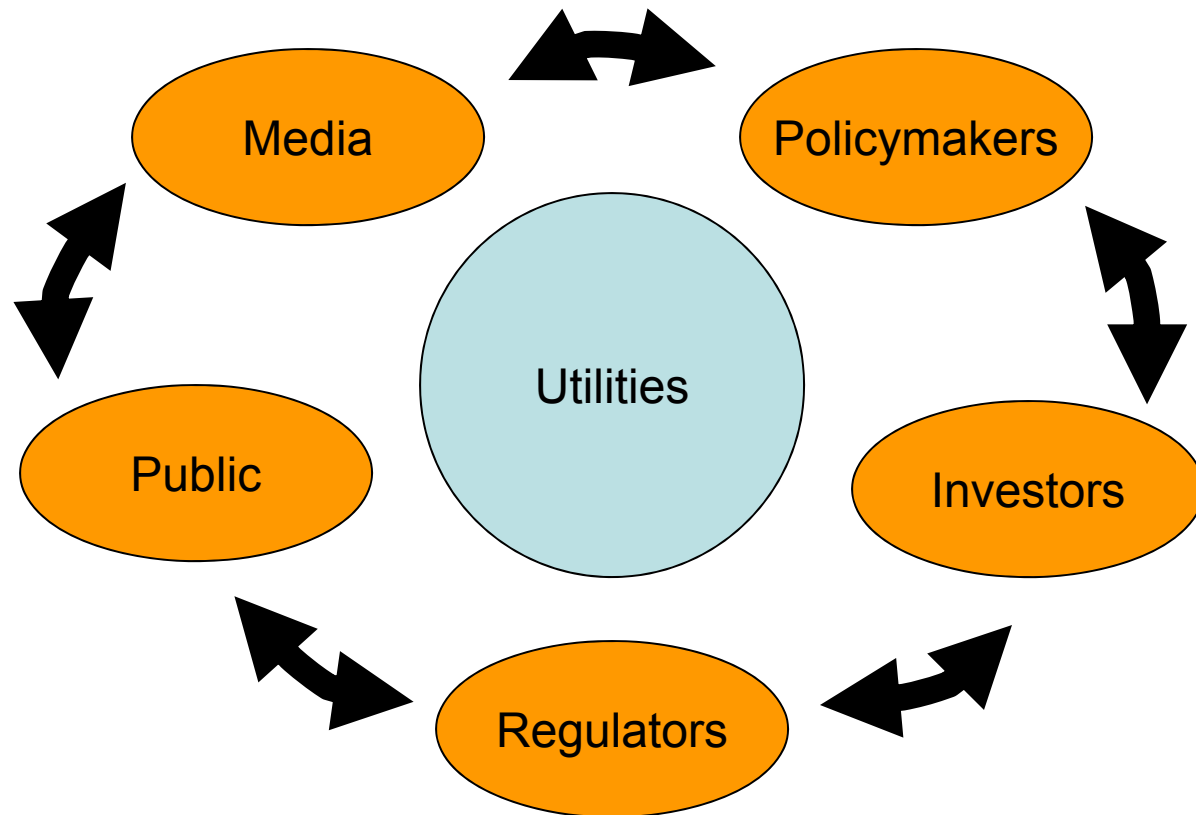 Media
Policymakers
Utilities
Public
Investors
Regulators